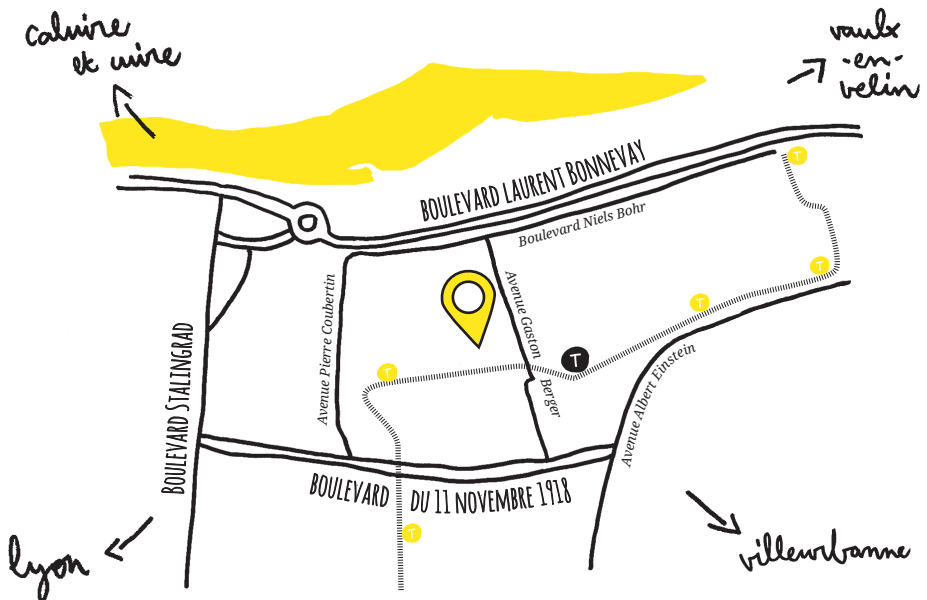 caluire
et cuire
vaulx
-en-
velin
BOULEVARD LAURENT BONNEVAY
Boulevard Niels Bohr
T
T
T
T
T
T
Avenue Pierre Coubertin
Avenue Gaston
Berger
Avenue Albert Einstein
BOULEVARD STALINGRAD
BOULEVARD DU 11 NOVEMBRE 1918
lyon
villeurbanne